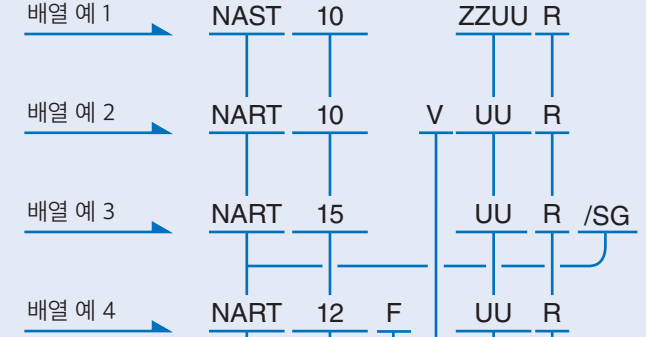 배열 예 1 NAST 10 ZZUU R
배열 예 2 NART 10 V UU R
배열 예 3 NART 15 UU R /SG
배열 예 4 NART 12 F UU R